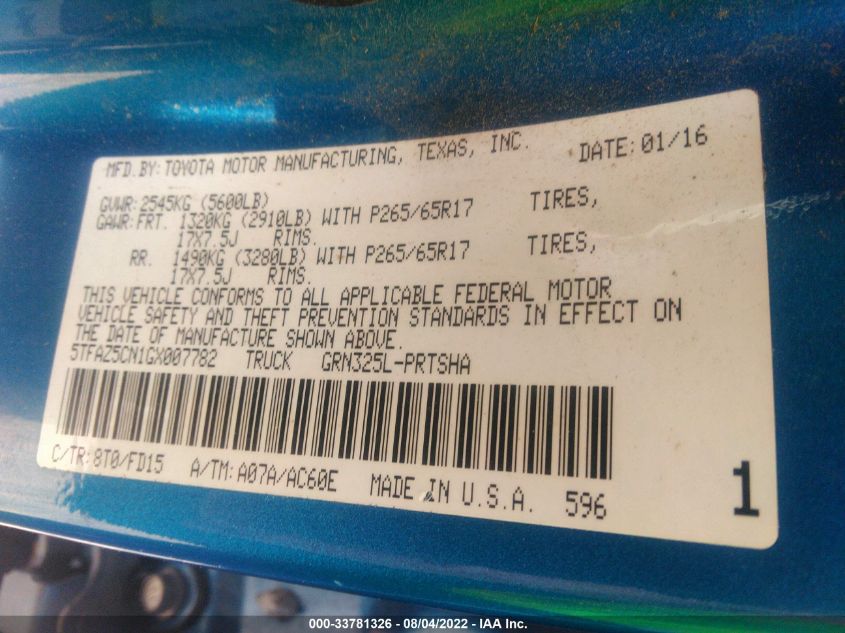 MFD. BY: TOYOTA MOTOR MANUFACTURING, TEXAS, INC. DATE: 01/16
GVWR: 2545KG (5600LB)
GAWR: FRT. 1320KG (2910LB) WITH P265/65R17 TIRES,
17X7.5J RIMS.
RR. 1490KG (3280LB) WITH P265/65R17 TIRES,
17X7.5J RIMS.
THIS VEHICLE CONFORMS TO ALL APPLICABLE FEDERAL MOTOR
VEHICLE SAFETY AND THEFT PREVENTION STANDARDS IN EFFECT ON
THE DATE OF MANUFACTURE SHOWN ABOVE.
5TFAZ5CN1GX007782 TRUCK GRN325L-PRTSHA
C/TR: 8T0/FD15 A/TM: A07A/AC60E MADE IN U.S.A. 596
1
000-33781326 - 08/04/2022 - IAA Inc.